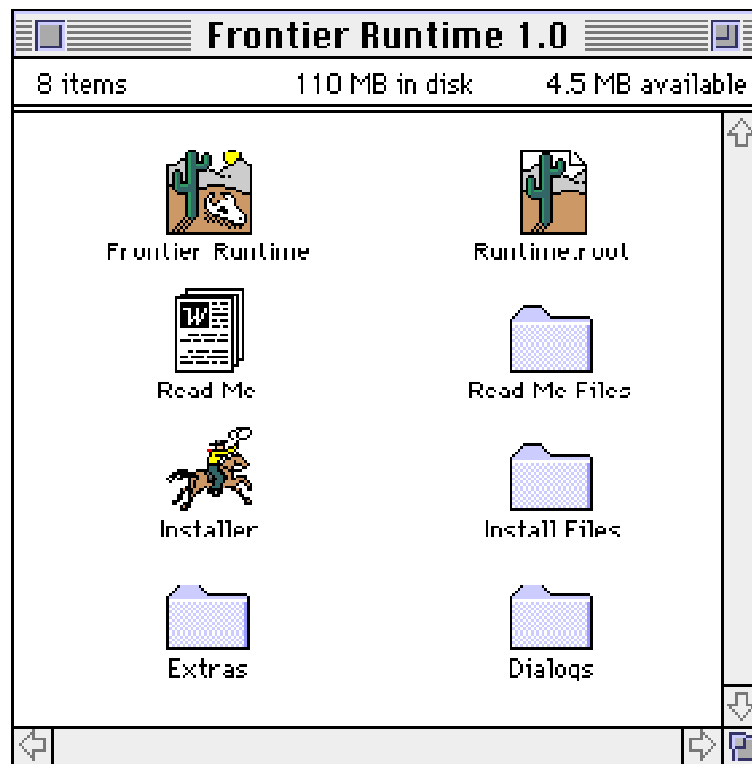 Frontier Runtime 1.0
8 items 110 MB in disk 4.5 MB available
Frontier Runtime Runtime.root
W
Read Me Read Me Files
Installer Install Files
Extras Dialogs